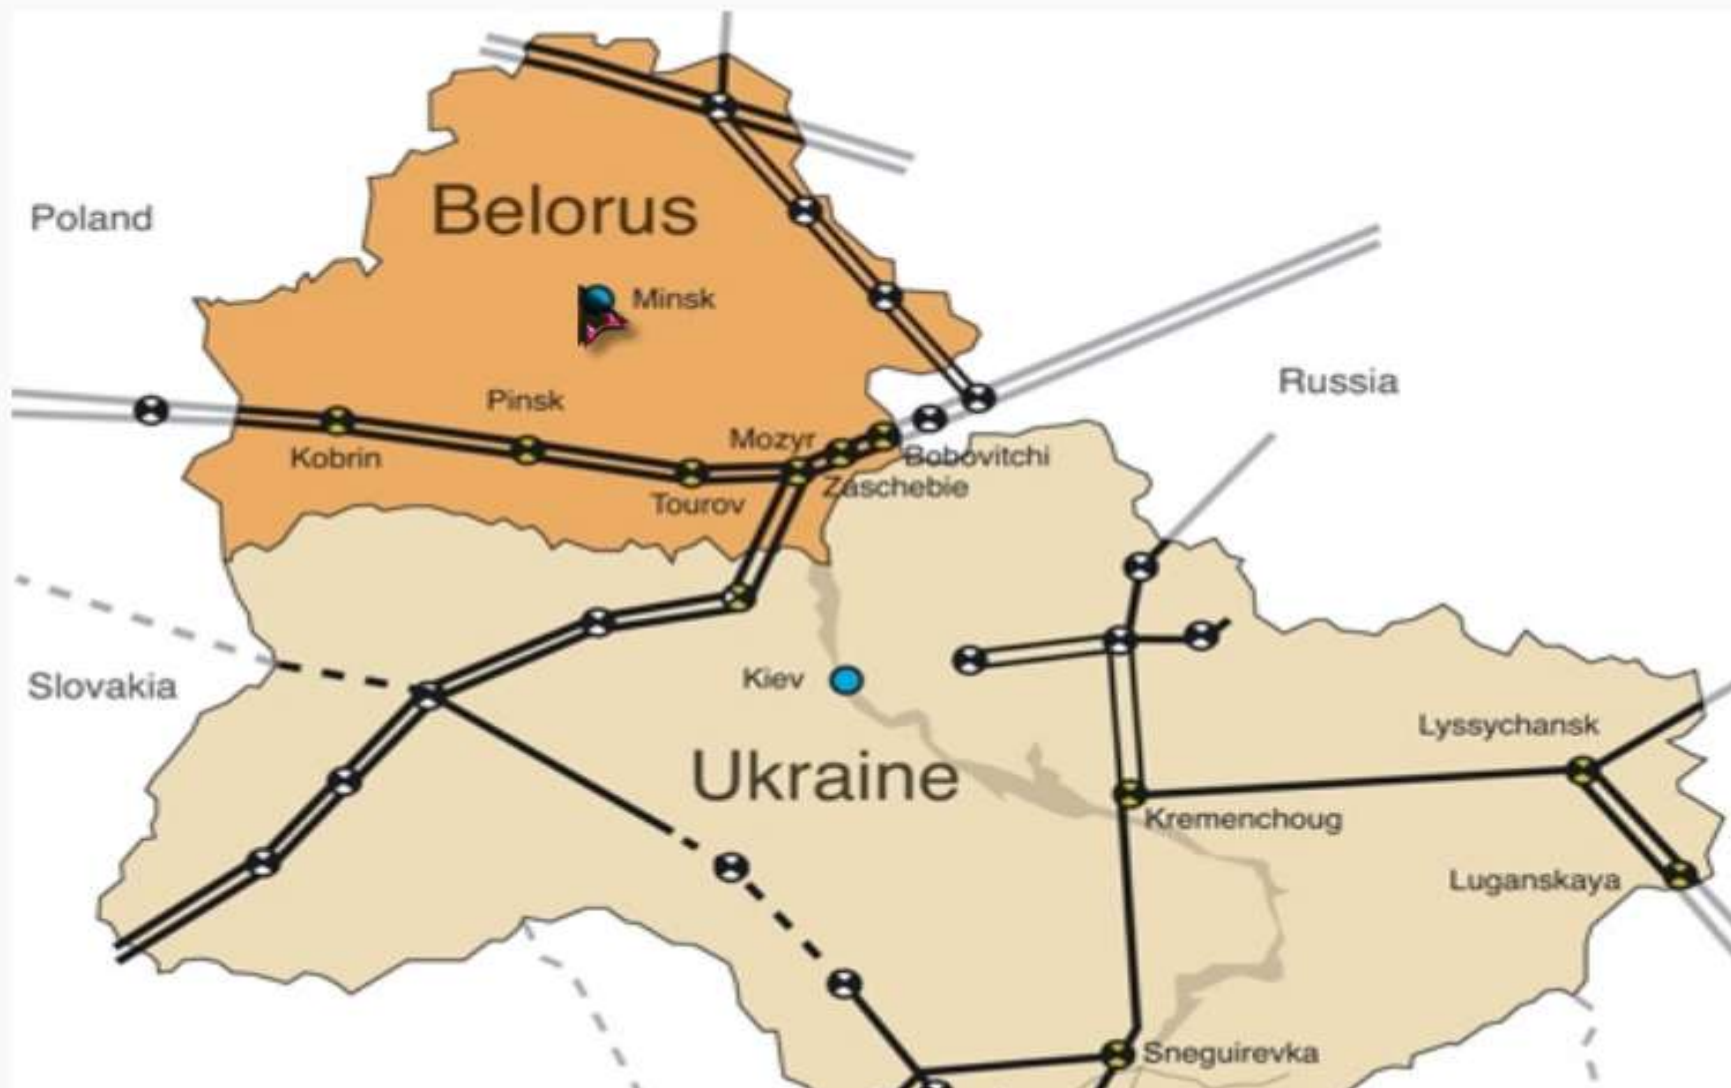 Belorus
Poland
Minsk
Russia
Pinsk
Mozyr
Kobrin
Bobovitchi
Zaschebie
Tourov
Kiev
Slovakia
Lyssychansk
Ukraine
Kremenchoug
Luganskaya
Sneguirevka